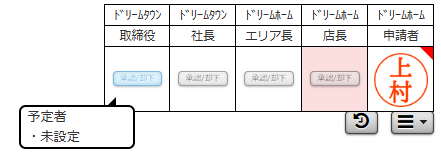 ﾄﾞﾘｰﾑﾀｳﾝ ﾄﾞﾘｰﾑﾀｳﾝ ﾄﾞﾘｰﾑﾎｰﾑ ﾄﾞﾘｰﾑﾎｰﾑ ﾄﾞﾘｰﾑﾎｰﾑ
取締役 社長 エリア長 店長 申請者
承認/却下 承認/却下 承認/却下 承認/却下 上村
予定者
・未設定